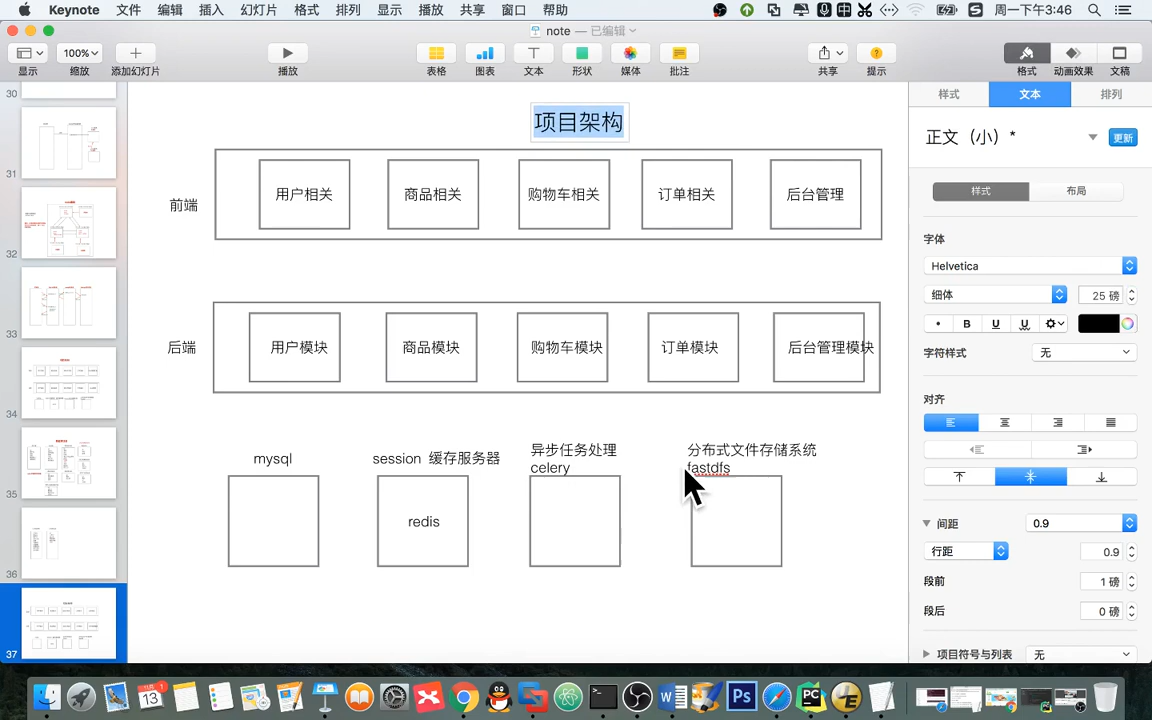 Keynote 文件 编辑 插入 幻灯片 格式 排列 显示 播放 共享 窗口 帮助 周一下午3:46
note — 已编辑
100%
显示 缩放 添加幻灯片 播放 表格 图表 文本 形状 媒体 批注 共享 提示 格式 动画效果 文稿
30
31
32
33
34
35
36
37
项目架构
前端
用户相关 商品相关 购物车相关 订单相关 后台管理
后端
用户模块 商品模块 购物车模块 订单模块 后台管理模块
mysql
session 缓存服务器
异步任务处理
celery
分布式文件存储系统
fastdfs
redis
样式 文本 排列
正文（小）*
更新
样式 布局
字体
Helvetica
细体 25 磅
B U U
字符样式 无
对齐
间距 0.9
行距 0.9
段前 1 磅
段后 0 磅
项目符号与列表 无
13
1
W
Ps
PC